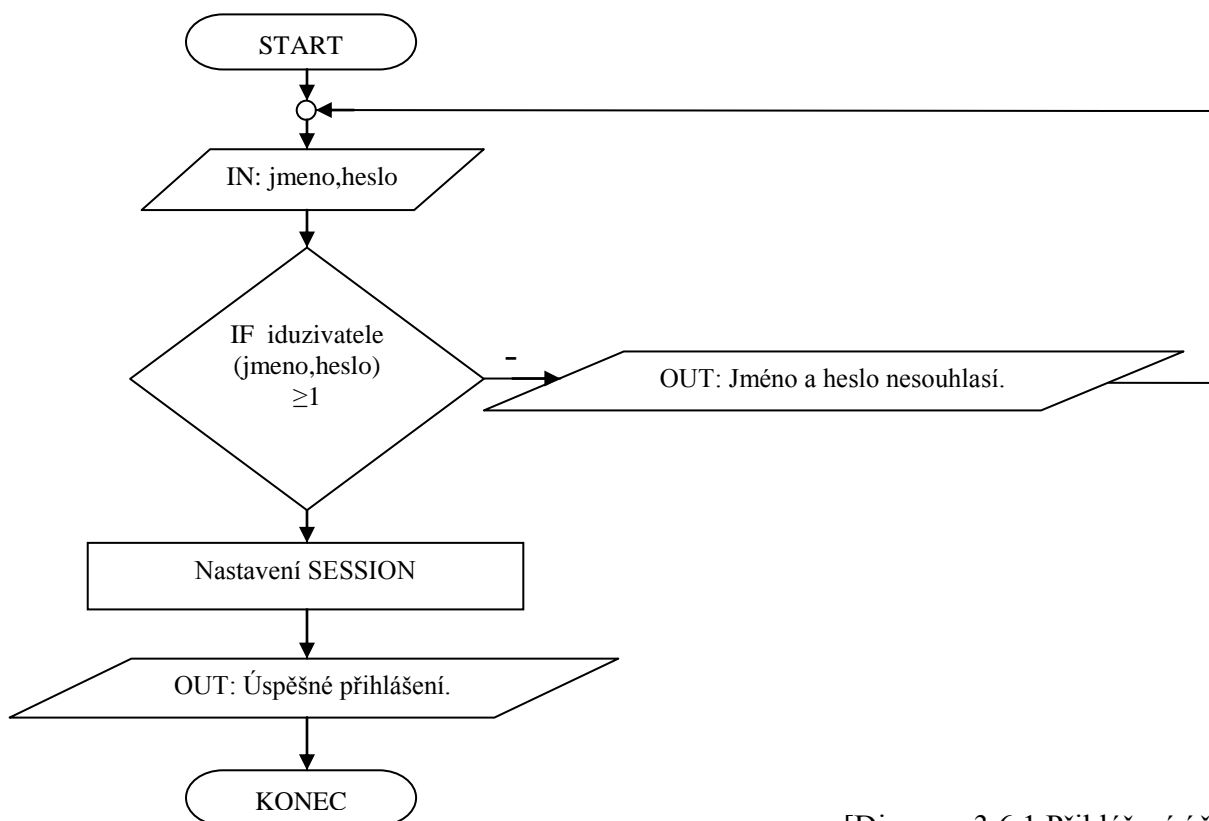 START
IN: jmeno,heslo
IF iduzivatele
(jmeno,heslo)
≥1
-
OUT: Jméno a heslo nesouhlasí.
Nastavení SESSION
OUT: Úspěšné přihlášení.
KONEC